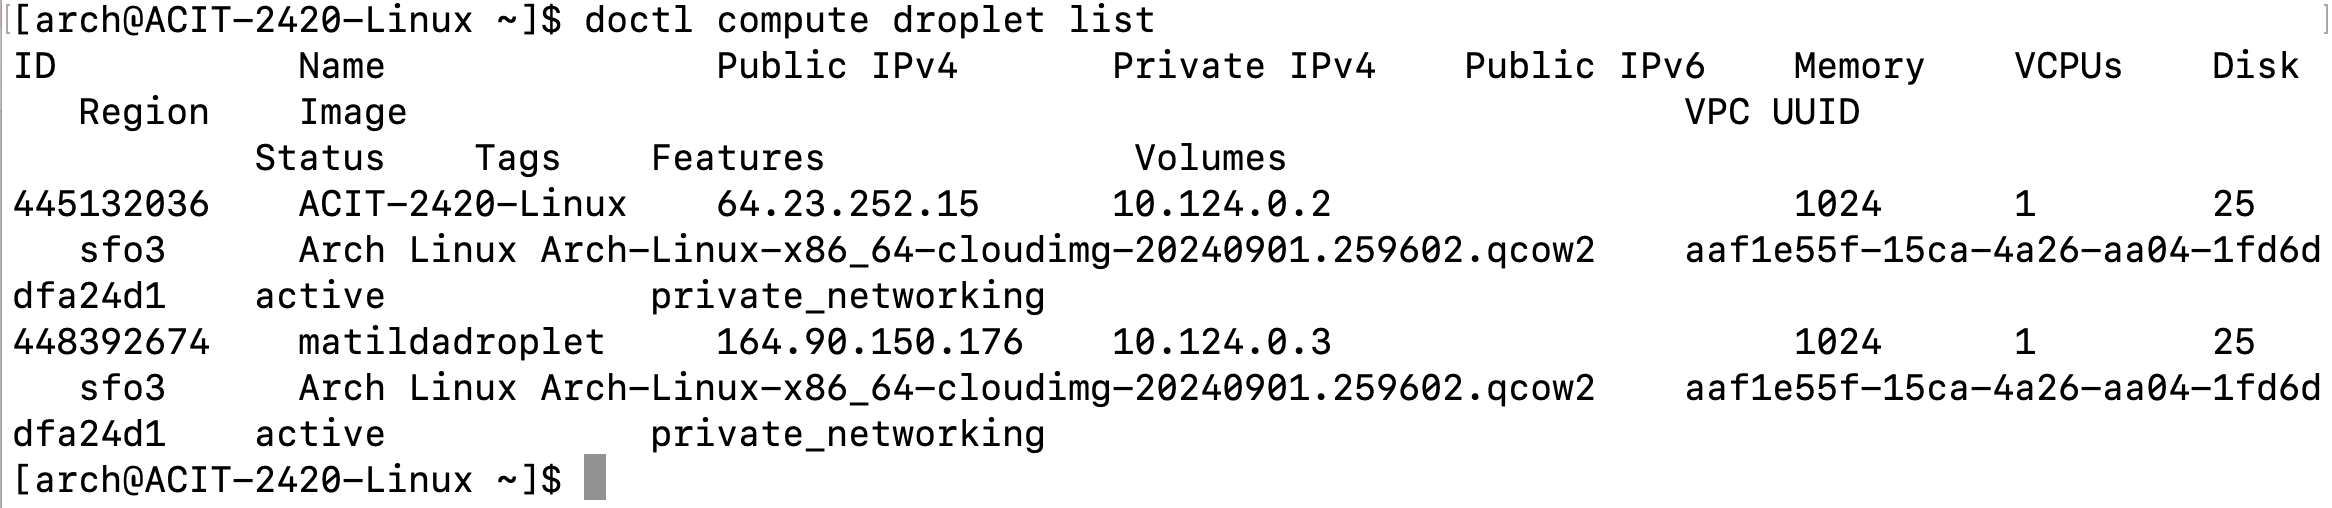 [arch@ACIT-2420-Linux ~]$ doctl compute droplet list
ID           Name               Public IPv4       Private IPv4    Public IPv6    Memory    VCPUs    Disk
   Region    Image                                                          VPC UUID
           Status    Tags    Features              Volumes
445132036    ACIT-2420-Linux    64.23.252.15      10.124.0.2                     1024      1        25
   sfo3      Arch Linux Arch-Linux-x86_64-cloudimg-20240901.259602.qcow2    aaf1e55f-15ca-4a26-aa04-1fd6d
dfa24d1    active            private_networking
448392674    matildadroplet     164.90.150.176    10.124.0.3                     1024      1        25
   sfo3      Arch Linux Arch-Linux-x86_64-cloudimg-20240901.259602.qcow2    aaf1e55f-15ca-4a26-aa04-1fd6d
dfa24d1    active            private_networking
[arch@ACIT-2420-Linux ~]$